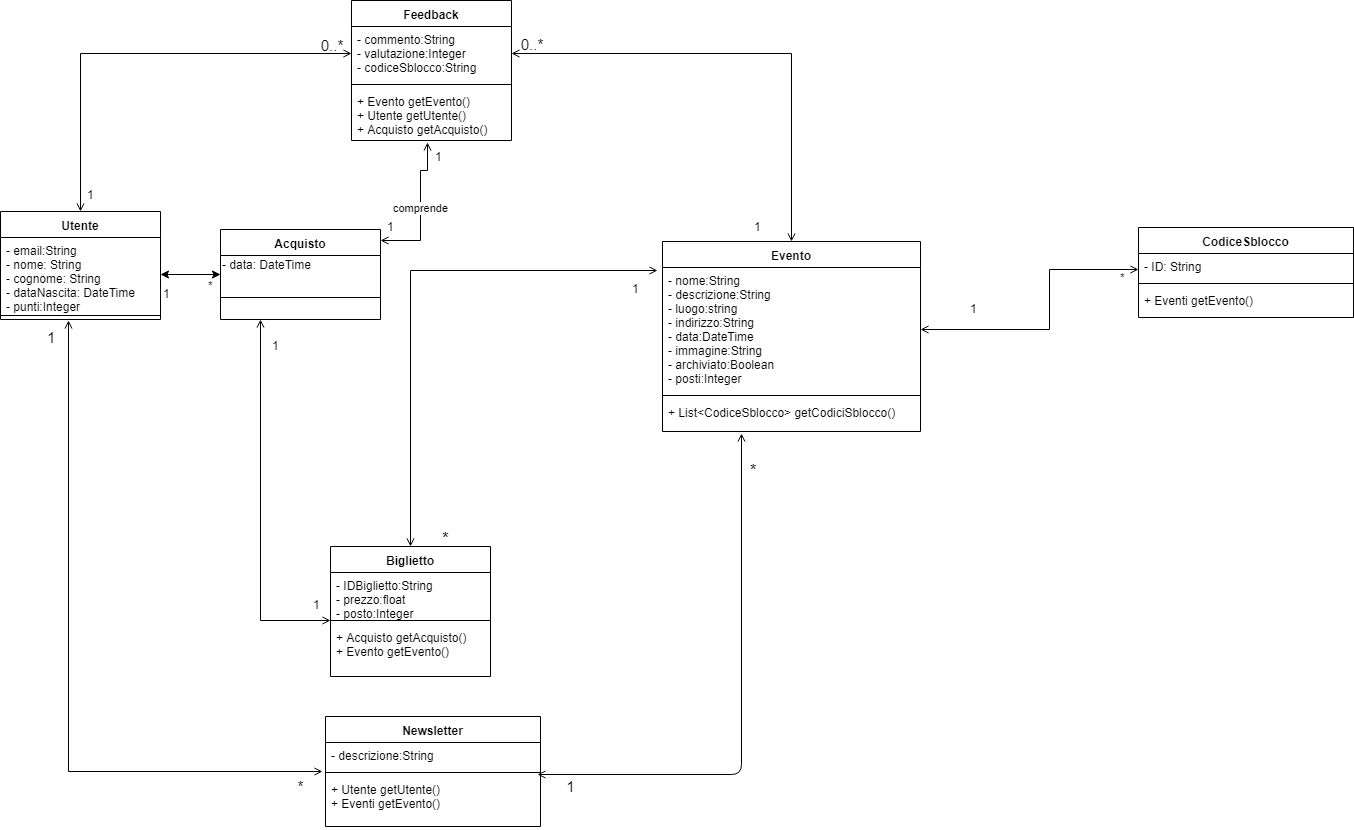 Feedback
- commento:String
- valutazione:Integer
- codiceSblocco:String
+ Evento getEvento()
+ Utente getUtente()
+ Acquisto getAcquisto()
0..*
0..*
1
1
comprende
1
1
Utente
- email:String
- nome: String
- cognome: String
- dataNascita: DateTime
- punti:Integer
1
*
Acquisto
- data: DateTime
Evento
- nome:String
- descrizione:String
- luogo:string
- indirizzo:String
- data:DateTime
- immagine:String
- archiviato:Boolean
- posti:Integer
+ List<CodiceSblocco> getCodiciSblocco()
CodiceSblocco
- ID: String
+ Eventi getEvento()
*
1
1
1
1
*
*
Biglietto
- IDBiglietto:String
- prezzo:float
- posto:Integer
+ Acquisto getAcquisto()
+ Evento getEvento()
1
Newsletter
- descrizione:String
+ Utente getUtente()
+ Eventi getEvento()
*
1